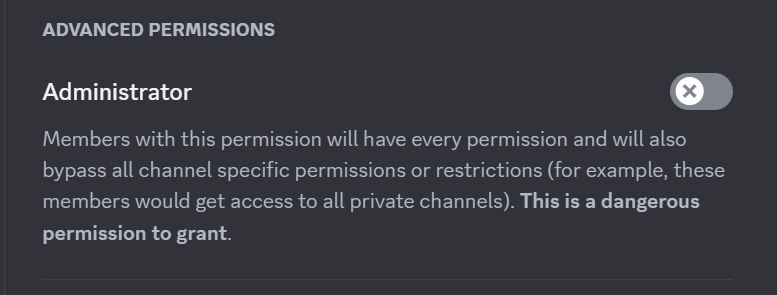 ADVANCED PERMISSIONS
Administrator
Members with this permission will have every permission and will also
bypass all channel specific permissions or restrictions (for example, these
members would get access to all private channels). This is a dangerous
permission to grant.